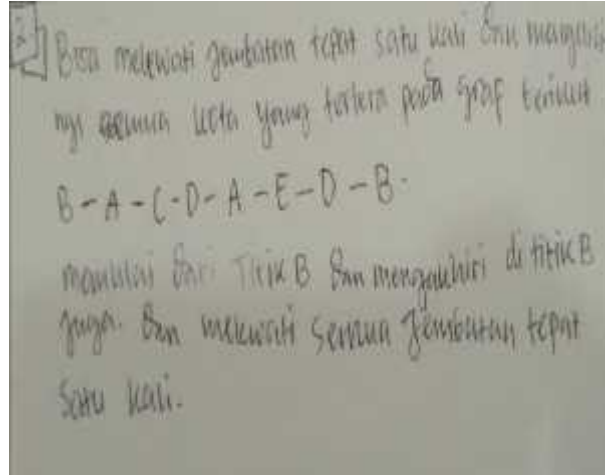 2
Bisa melewati jembatan tepat satu kali dan
semua kota yang tertera pada graf berikut
B - A - C - D - A - E - D - B.
memulai dari Titik B dan mengakhiri di titik B
juga. Dan melewati semua Jembatan tepat
satu kali.